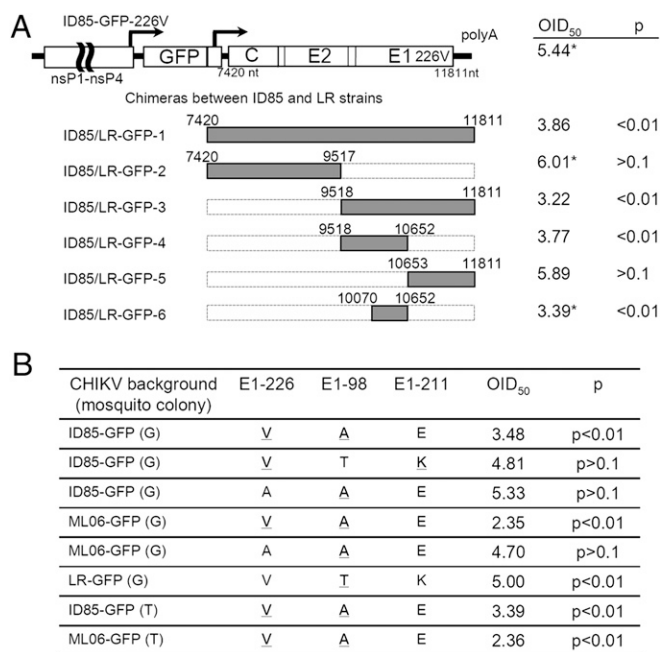 A
ID85-GFP-226V
polyA
OID50 p
GFP C E2 E1 226V
5.44*
nsP1-nsP4
7420 nt 11811nt
Chimeras between ID85 and LR strains
7420 11811
ID85/LR-GFP-1 3.86 <0.01
7420 9517
ID85/LR-GFP-2 6.01* >0.1
9518 11811
ID85/LR-GFP-3 3.22 <0.01
9518 10652
ID85/LR-GFP-4 3.77 <0.01
10653 11811
ID85/LR-GFP-5 5.89 >0.1
10070 10652
ID85/LR-GFP-6 3.39* <0.01
B
CHIKV background E1-226 E1-98 E1-211 OID50 p
(mosquito colony)
ID85-GFP (G) V A E 3.48 p<0.01
ID85-GFP (G) V T K 4.81 p>0.1
ID85-GFP (G) A A E 5.33 p>0.1
ML06-GFP (G) V A E 2.35 p<0.01
ML06-GFP (G) A A E 4.70 p>0.1
LR-GFP (G) V T K 5.00 p<0.01
ID85-GFP (T) V A E 3.39 p<0.01
ML06-GFP (T) V A E 2.36 p<0.01